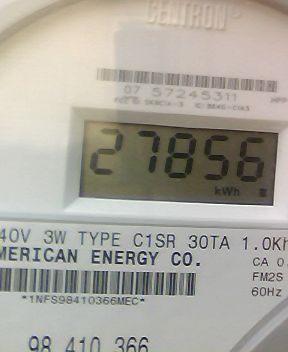 CENTRON®
07 57245311
27856
kWh
40V 3W TYPE C1SR 30TA 1.0Kh
MERICAN ENERGY CO.
CA 0.
FM2S
60Hz
*1NFS98410366MEC*
98 410 366